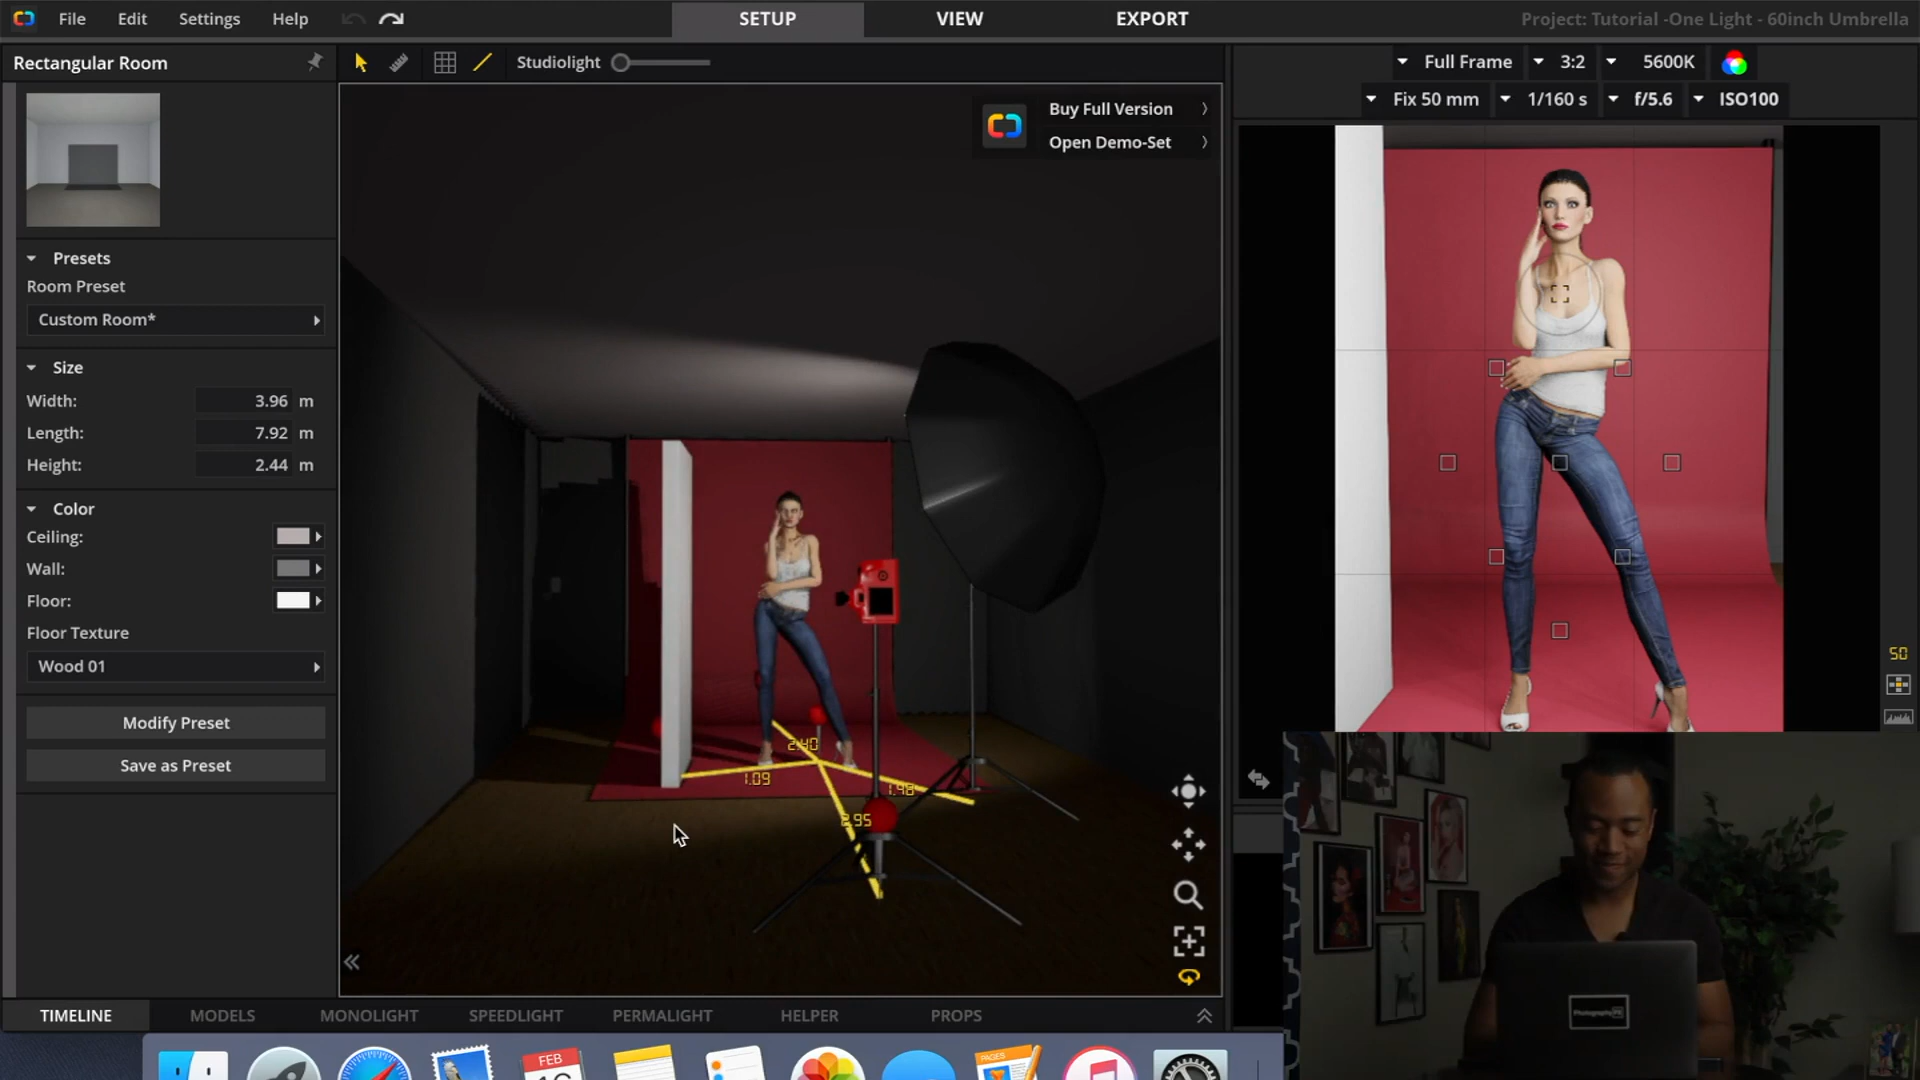 File Edit Settings Help
SETUP VIEW EXPORT
Project: Tutorial -One Light - 60inch Umbrella
Rectangular Room
Studiolight
Full Frame 3:2 5600K
Fix 50 mm 1/160 s f/5.6 ISO100
Buy Full Version
Open Demo-Set
Presets
Room Preset
Custom Room*
Size
Width: 3.96 m
Length: 7.92 m
Height: 2.44 m
Color
Ceiling:
Wall:
Floor:
Floor Texture
Wood 01
Modify Preset
Save as Preset
2.40
1.09
1.48
2.95
50
TIMELINE MODELS MONOLIGHT SPEEDLIGHT PERMALIGHT HELPER PROPS
FEB
PAGES